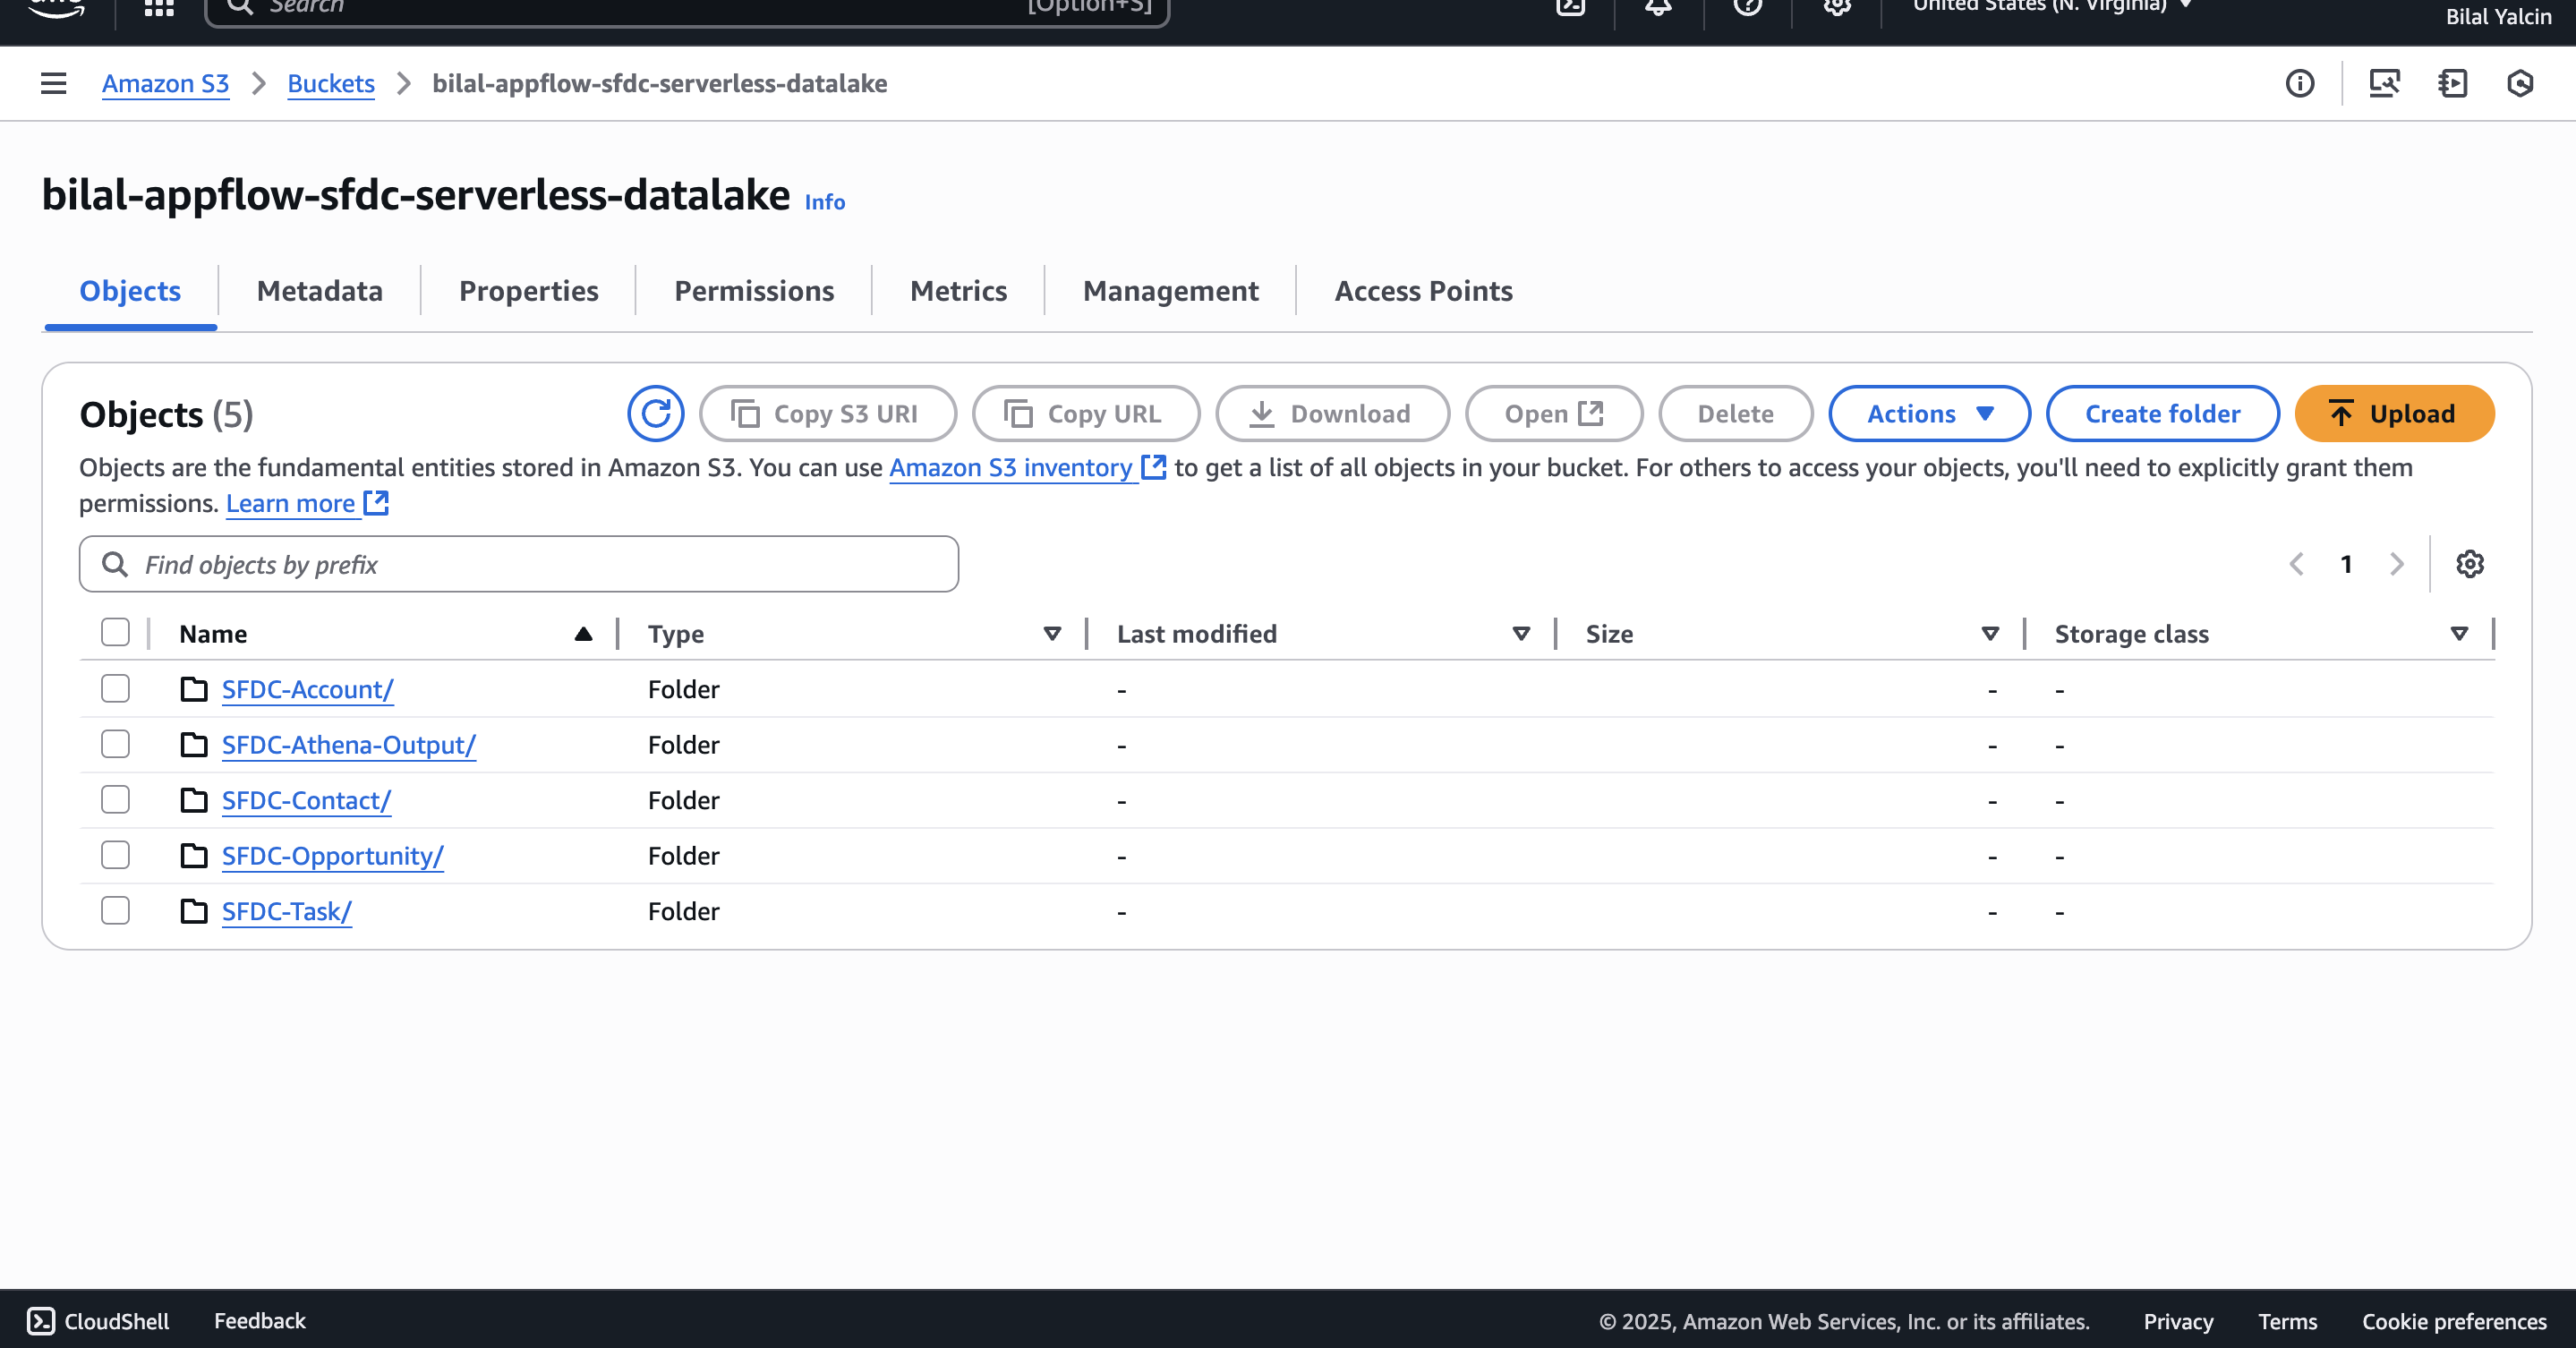 Search [Option+S] United States (N. Virginia) Bilal Yalcin
Amazon S3 Buckets bilal-appflow-sfdc-serverless-datalake
bilal-appflow-sfdc-serverless-datalake Info
Objects Metadata Properties Permissions Metrics Management Access Points
Objects (5) Copy S3 URI Copy URL Download Open Delete Actions Create folder Upload
Objects are the fundamental entities stored in Amazon S3. You can use Amazon S3 inventory to get a list of all objects in your bucket. For others to access your objects, you'll need to explicitly grant them
permissions. Learn more
Find objects by prefix 1
Name Type Last modified Size Storage class
SFDC-Account/ Folder - - -
SFDC-Athena-Output/ Folder - - -
SFDC-Contact/ Folder - - -
SFDC-Opportunity/ Folder - - -
SFDC-Task/ Folder - - -
CloudShell Feedback © 2025, Amazon Web Services, Inc. or its affiliates. Privacy Terms Cookie preferences